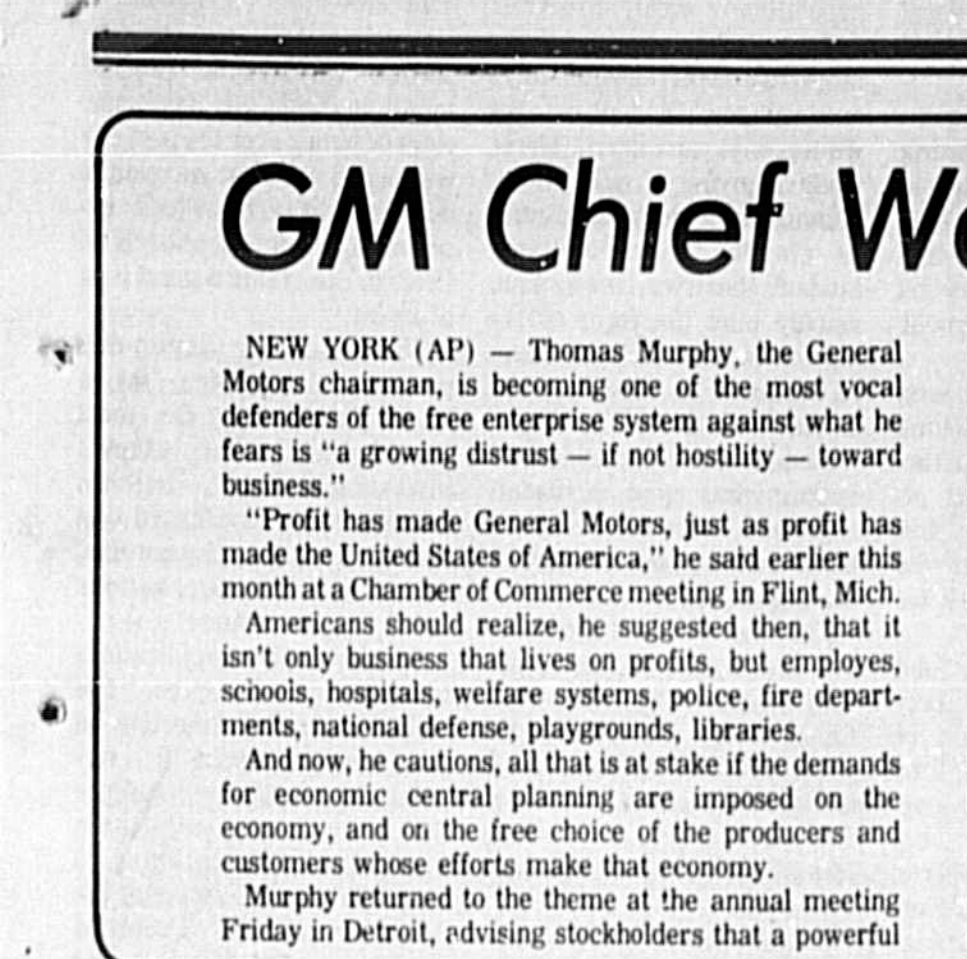 GM Chief
NEW YORK (AP) — Thomas Murphy, the General
Motors chairman, is becoming one of the most vocal
defenders of the free enterprise system against what he
fears is "a growing distrust — if not hostility — toward
business."
"Profit has made General Motors, just as profit has
made the United States of America," he said earlier this
month at a Chamber of Commerce meeting in Flint, Mich.
Americans should realize, he suggested then, that it
isn't only business that lives on profits, but employes,
schools, hospitals, welfare systems, police, fire depart-
ments, national defense, playgrounds, libraries.
And now, he cautions, all that is at stake if the demands
for economic central planning are imposed on the
economy, and on the free choice of the producers and
customers whose efforts make that economy.
Murphy returned to the theme at the annual meeting
Friday in Detroit, advising stockholders that a powerful